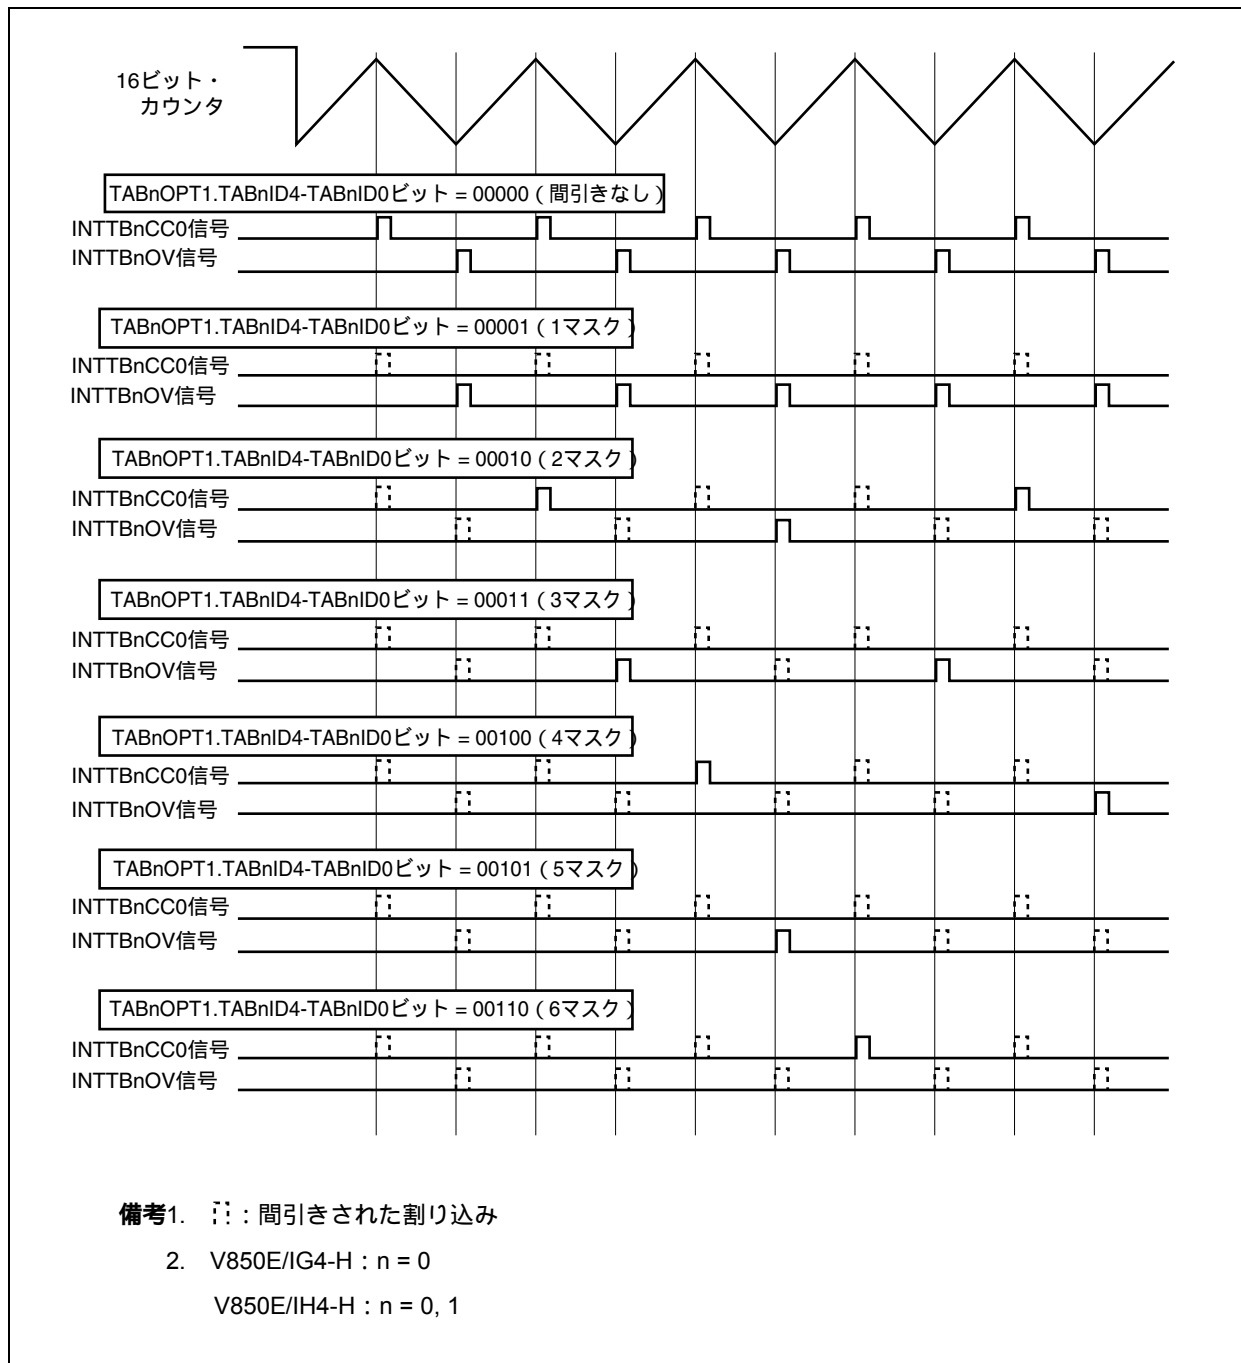 16ビット・
カウンタ
TABnOPT1.TABnID4-TABnID0ビット = 00000（間引きなし）
INTTBnCC0信号
INTTBnOV信号
TABnOPT1.TABnID4-TABnID0ビット = 00001（1マスク）
INTTBnCC0信号
INTTBnOV信号
TABnOPT1.TABnID4-TABnID0ビット = 00010（2マスク）
INTTBnCC0信号
INTTBnOV信号
TABnOPT1.TABnID4-TABnID0ビット = 00011（3マスク）
INTTBnCC0信号
INTTBnOV信号
TABnOPT1.TABnID4-TABnID0ビット = 00100（4マスク）
INTTBnCC0信号
INTTBnOV信号
TABnOPT1.TABnID4-TABnID0ビット = 00101（5マスク）
INTTBnCC0信号
INTTBnOV信号
TABnOPT1.TABnID4-TABnID0ビット = 00110（6マスク）
INTTBnCC0信号
INTTBnOV信号
備考1. ：間引きされた割り込み
2. V850E/IG4-H：n = 0
V850E/IH4-H：n = 0, 1